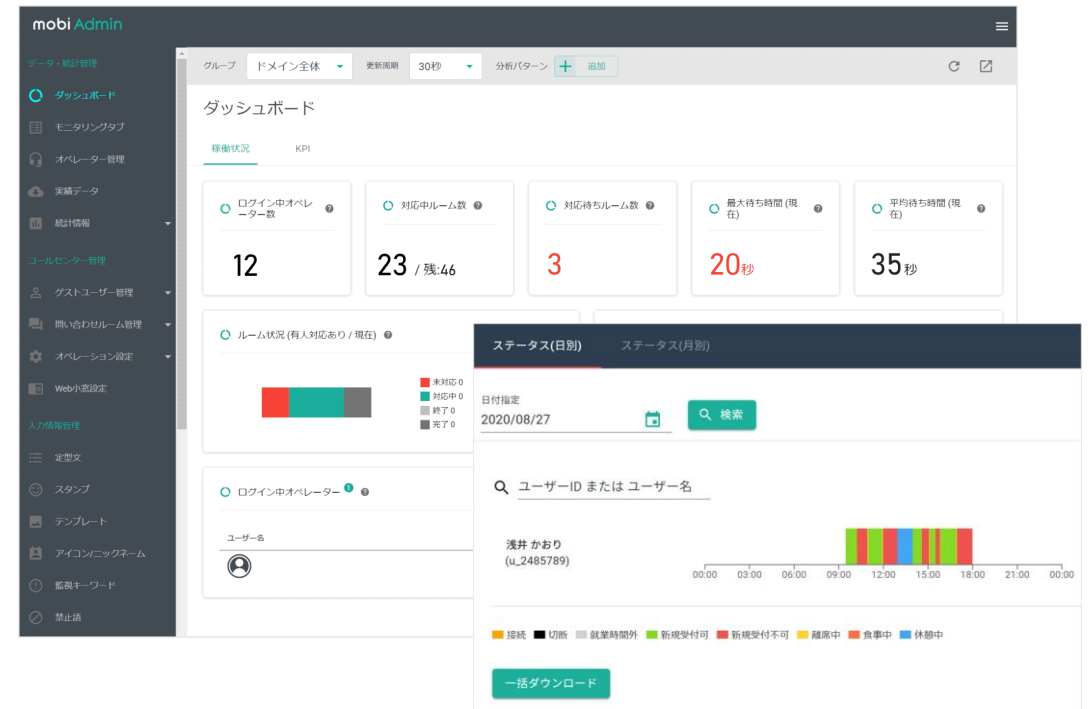 mobiAdmin
データ・統計管理
ダッシュボード
モニタリングタブ
オペレーター管理
実績データ
統計情報
コールセンター管理
ゲストユーザー管理
問い合わせルーム管理
オペレーション設定
Web小窓設定
入力情報管理
定型文
スタンプ
テンプレート
アイコン/ニックネーム
監視キーワード
禁止語
グループ ドメイン全体 更新周期 30秒 分析パターン + 追加
ダッシュボード
稼働状況 KPI
ログイン中オペレ
ーター数
12
対応中ルーム数
23 / 残:46
対応待ちルーム数
3
最大待ち時間 (現
在)
20秒
平均待ち時間 (現
在)
35秒
ルーム状況 (有人対応あり / 現在)
未対応 0
対応中 0
終了 0
完了 0
ログイン中オペレーター 1
ユーザー名
ステータス(日別) ステータス(月別)
日付指定
2020/08/27
検索
ユーザーID または ユーザー名
浅井 かおり
(u_2485789)
00:00 03:00 06:00 09:00 12:00 15:00 18:00 21:00 00:00
接続 切断 就業時間外 新規受付可 新規受付不可 離席中 食事中 休憩中
一括ダウンロード